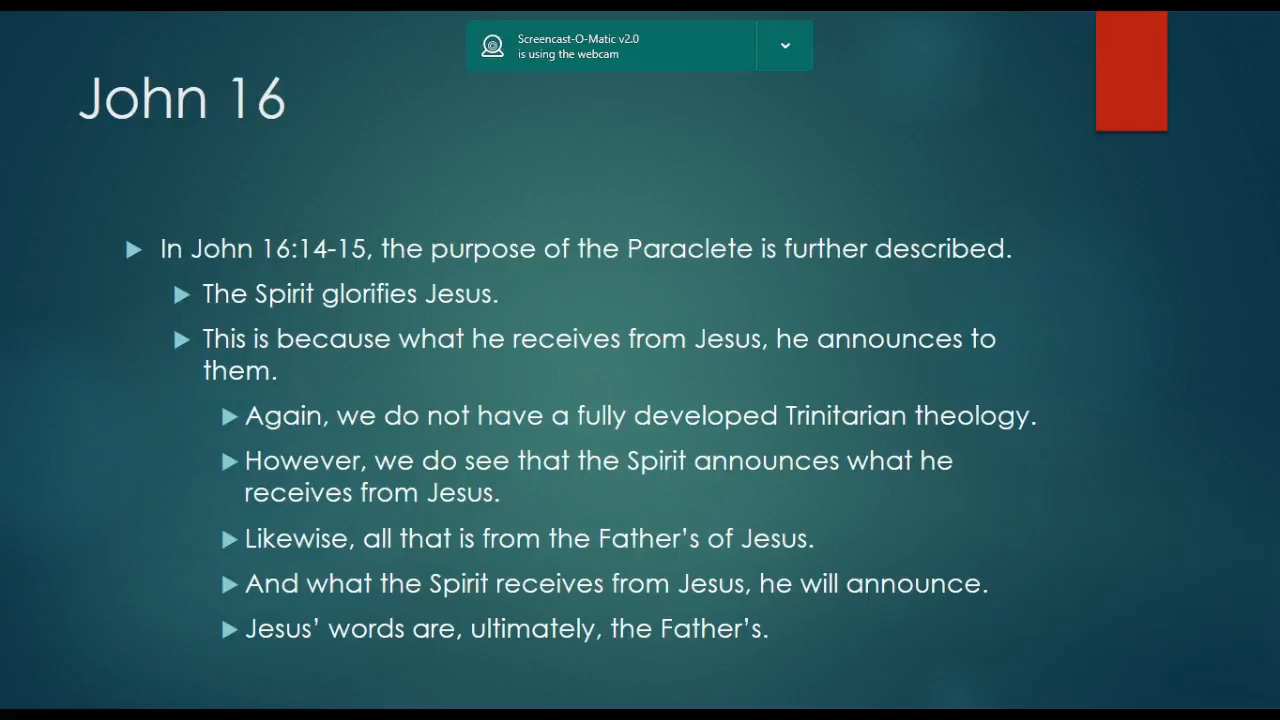 Screencast-O-Matic v2.0
is using the webcam
John 16
In John 16:14-15, the purpose of the Paraclete is further described.
The Spirit glorifies Jesus.
This is because what he receives from Jesus, he announces to
them.
Again, we do not have a fully developed Trinitarian theology.
However, we do see that the Spirit announces what he
receives from Jesus.
Likewise, all that is from the Father’s of Jesus.
And what the Spirit receives from Jesus, he will announce.
Jesus’ words are, ultimately, the Father’s.